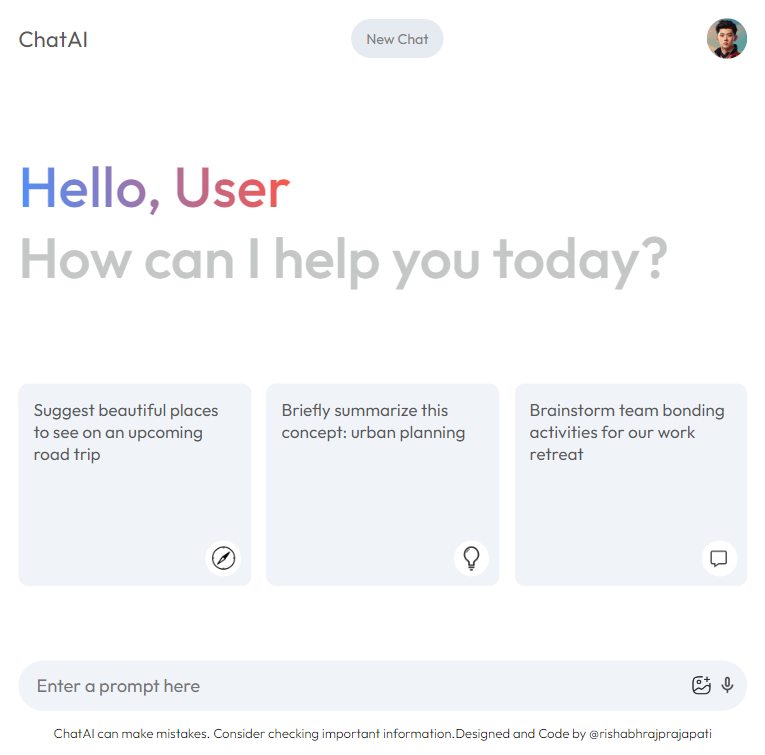 ChatAI
New Chat
Hello, User
How can I help you today?
Suggest beautiful places
to see on an upcoming
road trip
Briefly summarize this
concept: urban planning
Brainstorm team bonding
activities for our work
retreat
Enter a prompt here
ChatAI can make mistakes. Consider checking important information.Designed and Code by @rishabhrajprajapati